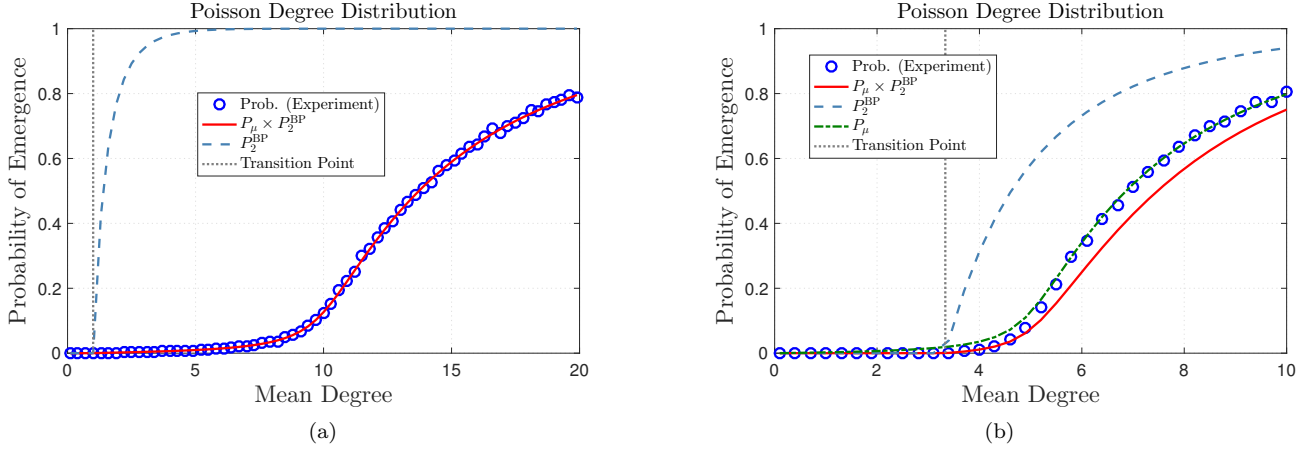 Poisson Degree Distribution
1
0.8
0.6
0.4
0.2
0
Probability of Emergence
Prob. (Experiment)
P_μ × P_2^BP
P_2^BP
Transition Point
0 5 10 15 20
Mean Degree
(a)
Poisson Degree Distribution
1
0.8
0.6
0.4
0.2
0
Probability of Emergence
Prob. (Experiment)
P_μ × P_2^BP
P_2^BP
P_μ
Transition Point
0 2 4 6 8 10
Mean Degree
(b)